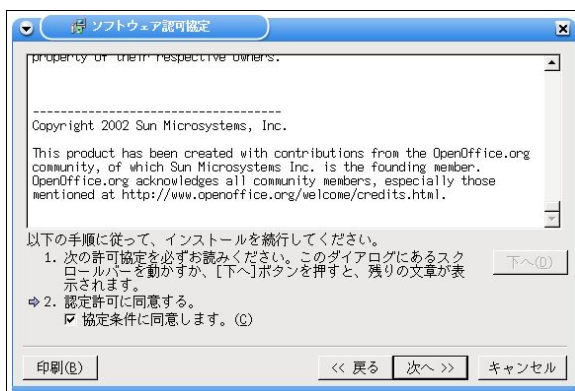 ソフトウェア認可協定
property of their respective owners.
-----------------------------------
Copyright 2002 Sun Microsystems, Inc.
This product has been created with contributions from the OpenOffice.org
community, of which Sun Microsystems Inc. is the founding member.
OpenOffice.org acknowledges all community members, especially those
mentioned at http://www.openoffice.org/welcome/credits.html.
以下の手順に従って、インストールを続行してください。
1. 次の許可協定を必ずお読みください。このダイアログにあるスク
ロールバーを動かすか、[下へ]ボタンを押すと、残りの文章が表
示されます。
下へ(D)
2. 認定許可に同意する。
協定条件に同意します。(C)
印刷(B)
<< 戻る
次へ >>
キャンセル